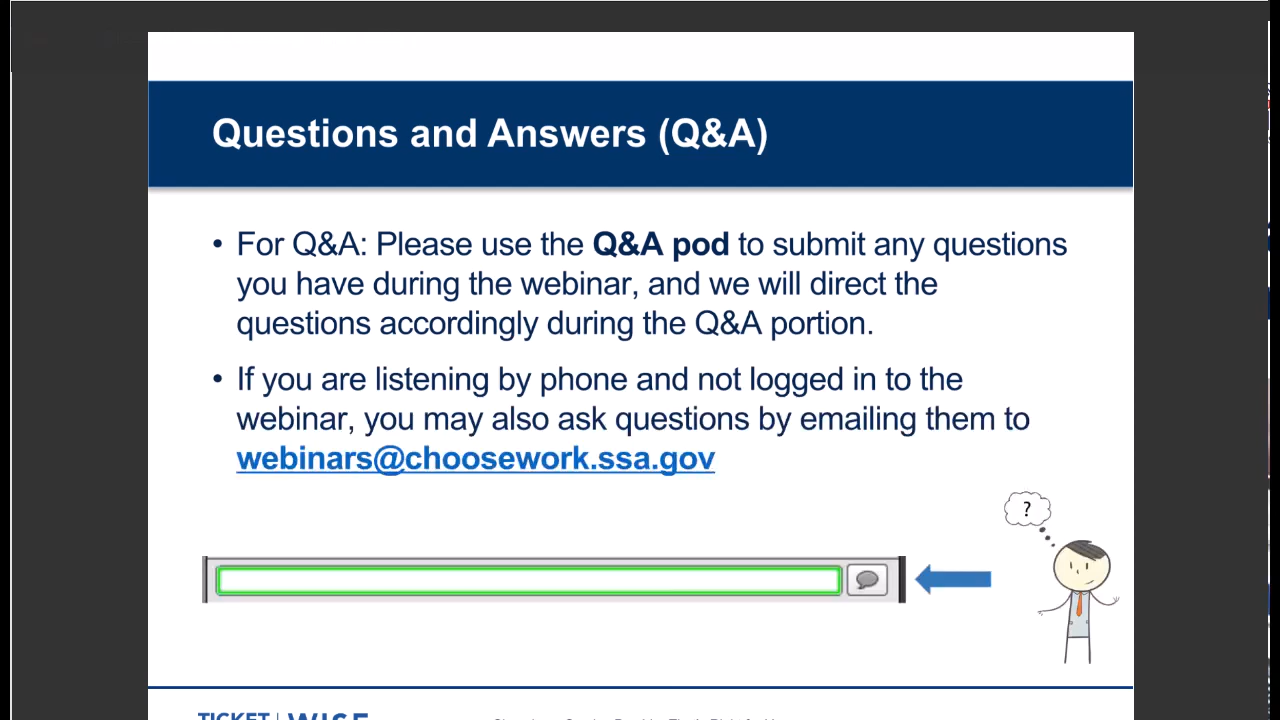 Questions and Answers (Q&A)
• For Q&A: Please use the Q&A pod to submit any questions
you have during the webinar, and we will direct the
questions accordingly during the Q&A portion.
• If you are listening by phone and not logged in to the
webinar, you may also ask questions by emailing them to
webinars@choosework.ssa.gov
?
TICKET | WISE